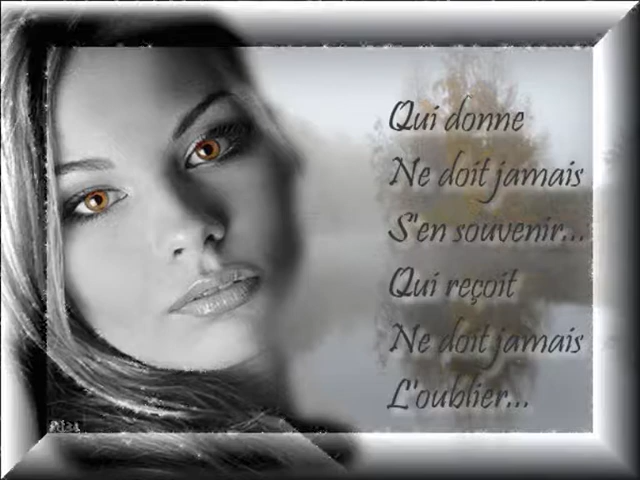 Qui donne
Ne doit jamais
S'en souvenir...
Qui reçoit
Ne doit jamais
L'oublier...